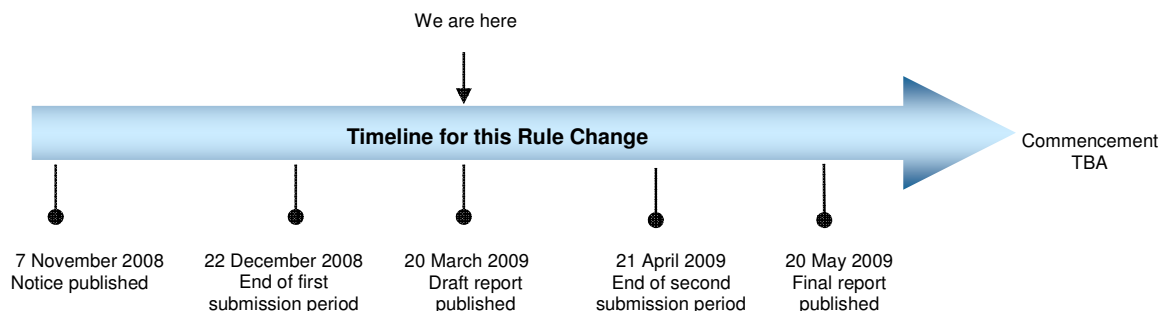 We are here
Timeline for this Rule Change
Commencement
TBA
7 November 2008
Notice published
22 December 2008
End of first
submission period
20 March 2009
Draft report
published
21 April 2009
End of second
submission period
20 May 2009
Final report
published